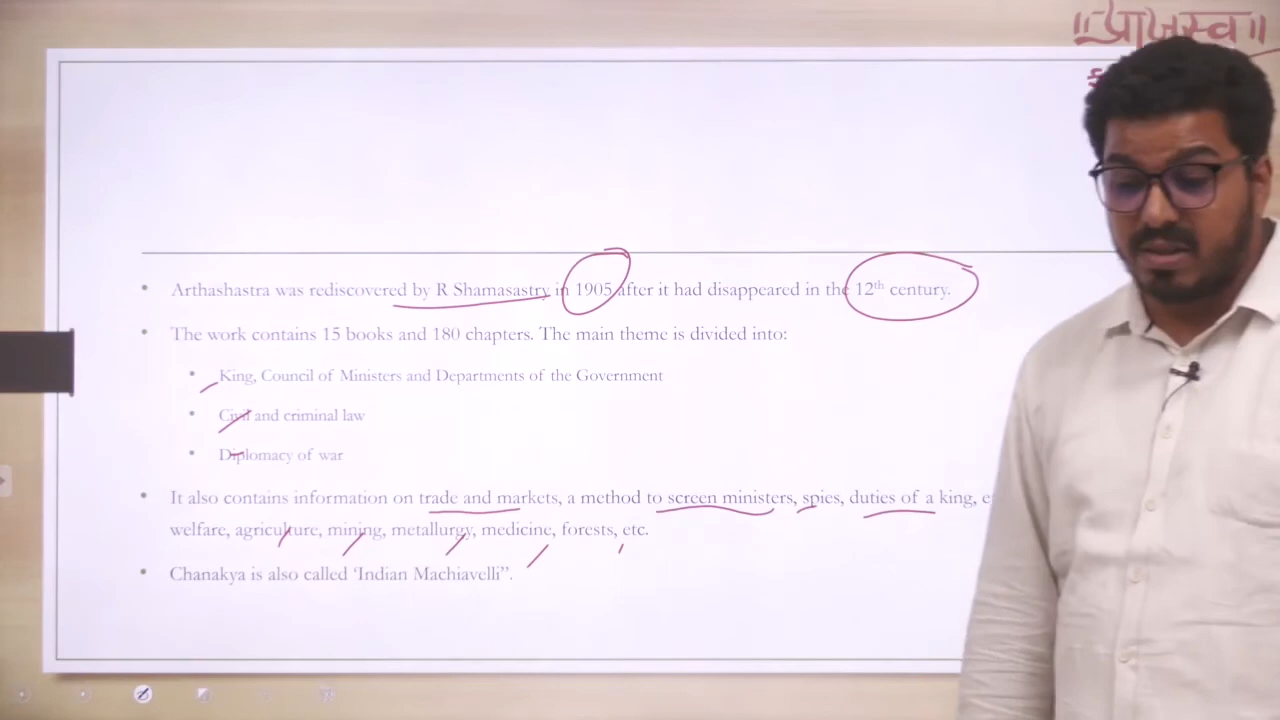 ॥प्राजस्व॥
Arthashastra was rediscovered by R Shamasastry in 1905 after it had disappeared in the 12th century.
The work contains 15 books and 180 chapters. The main theme is divided into:
King, Council of Ministers and Departments of the Government
Civil and criminal law
Diplomacy of war
It also contains information on trade and markets, a method to screen ministers, spies, duties of a king,
welfare, agriculture, mining, metallurgy, medicine, forests, etc.
Chanakya is also called 'Indian Machiavelli”.